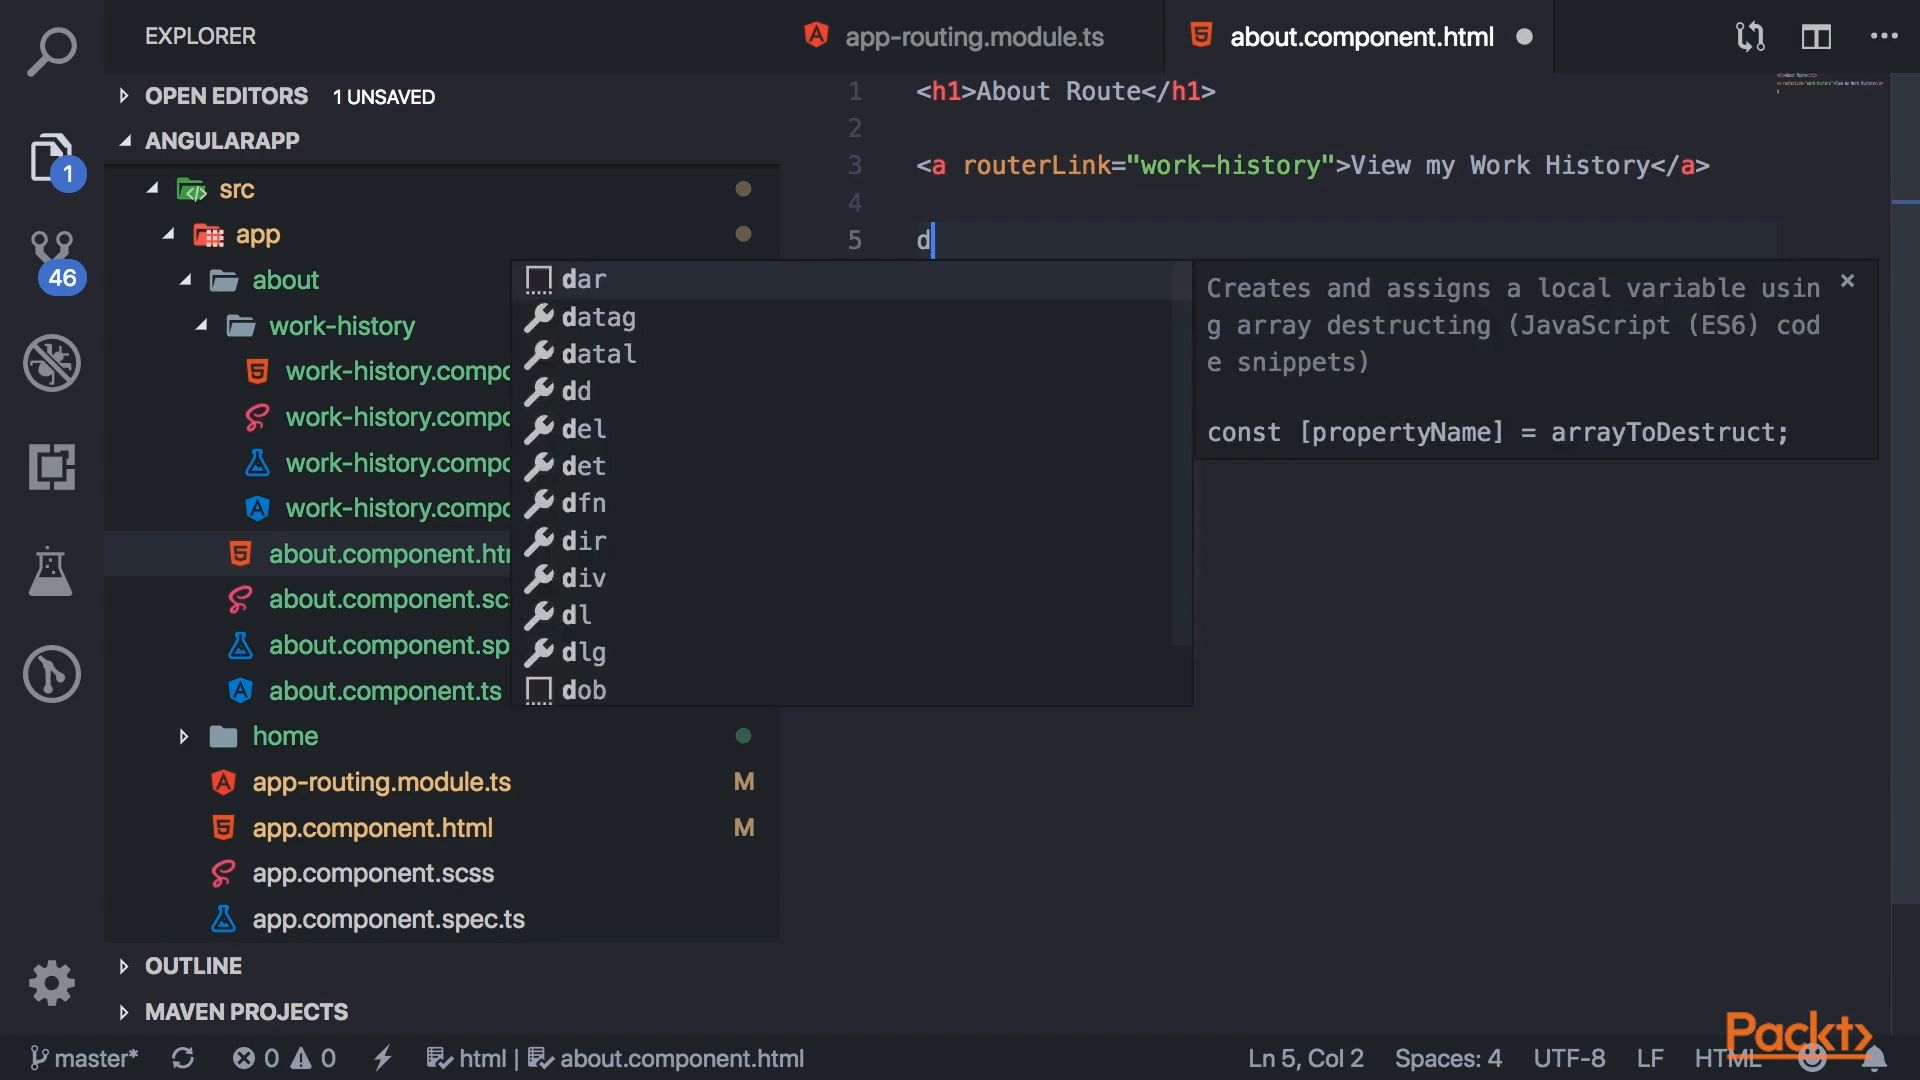 EXPLORER
app-routing.module.ts
about.component.html
OPEN EDITORS 1 UNSAVED
ANGULARAPP
1
46
src
app
about
work-history
work-history.compo
work-history.compo
work-history.compo
work-history.compo
about.component.htm
about.component.sc
about.component.sp
about.component.ts
home
app-routing.module.ts M
app.component.html M
app.component.scss
app.component.spec.ts
OUTLINE
MAVEN PROJECTS
1 <h1>About Route</h1>
2
3 <a routerLink="work-history">View my Work History</a>
4
5 d
dar
datag
datal
dd
del
det
dfn
dir
div
dl
dlg
dob
Creates and assigns a local variable usin
g array destructing (JavaScript (ES6) cod
e snippets)
const [propertyName] = arrayToDestruct;
Packt>
master* 0 0 html | about.component.html Ln 5, Col 2 Spaces: 4 UTF-8 LF HTML